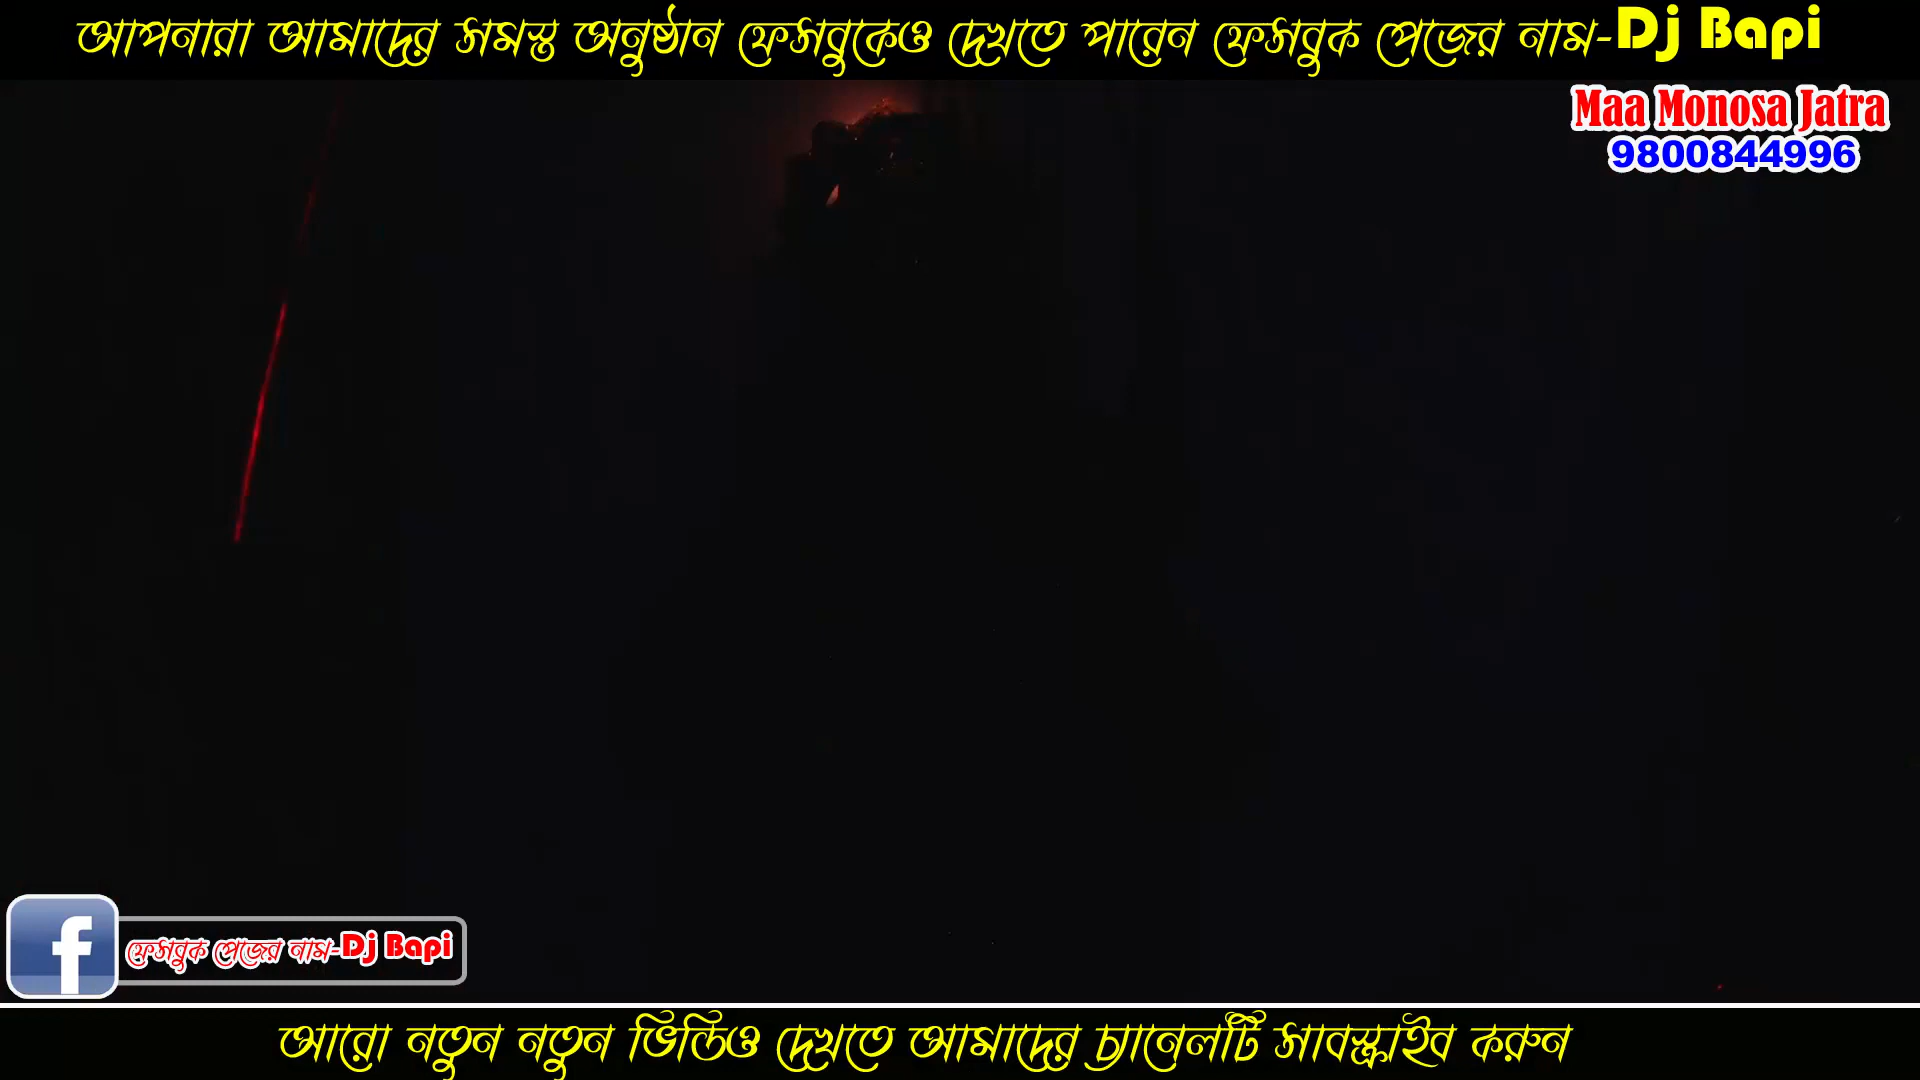 আপনারা আমাদের সমস্ত অনুষ্ঠান ফেসবুকেও দেখতে পারেন ফেসবুক পেজের নাম-Dj Bapi
Maa Monosa Jatra
9800844996
f
ফেসবুক পেজের নাম-Dj Bapi
আরো নতুন নতুন ভিডিও দেখতে আমাদের চ্যানেলটি সাবস্ক্রাইব করুন